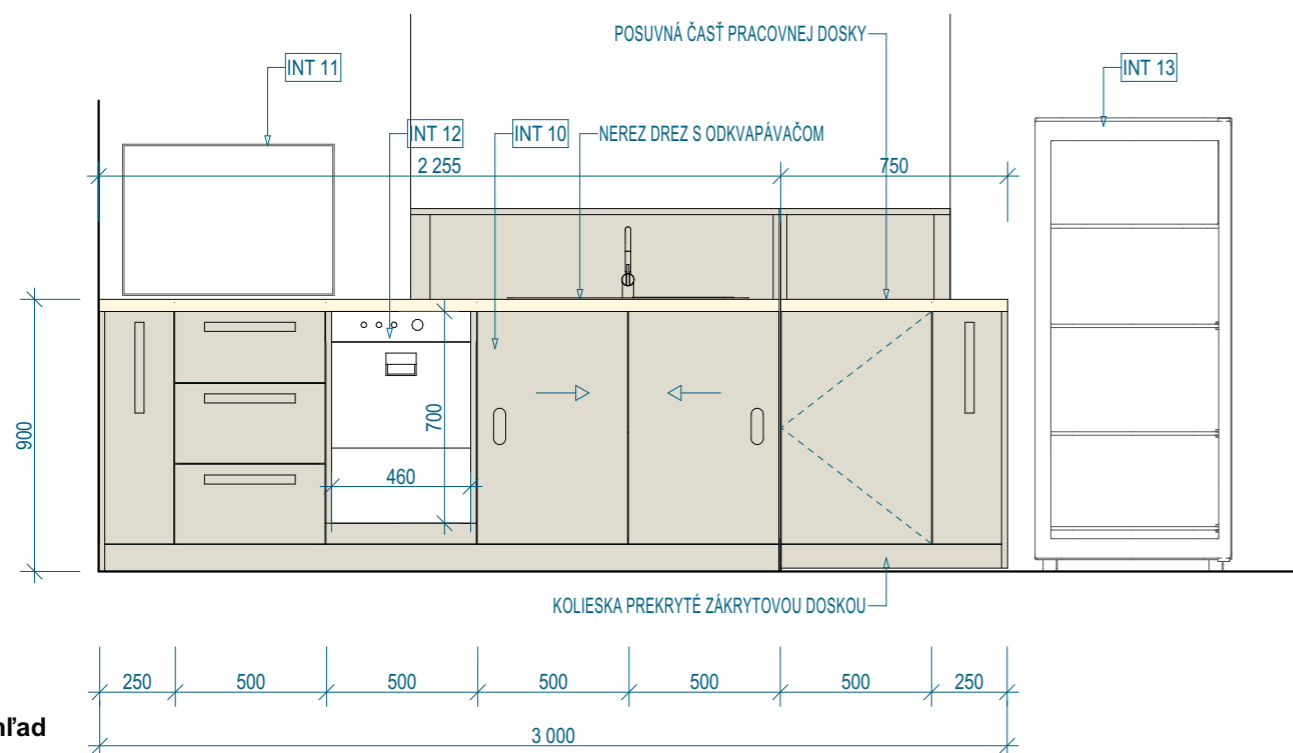 POSUVNÁ ČASŤ PRACOVNEJ DOSKY
INT 11
INT 13
INT 12
INT 10
NEREZ DREZ S ODKVAPÁVAČOM
2 255
750
900
700
460
KOLIESKA PREKRYTÉ ZÁKRYTOVOU DOSKOU
250
500
500
500
500
500
250
3 000